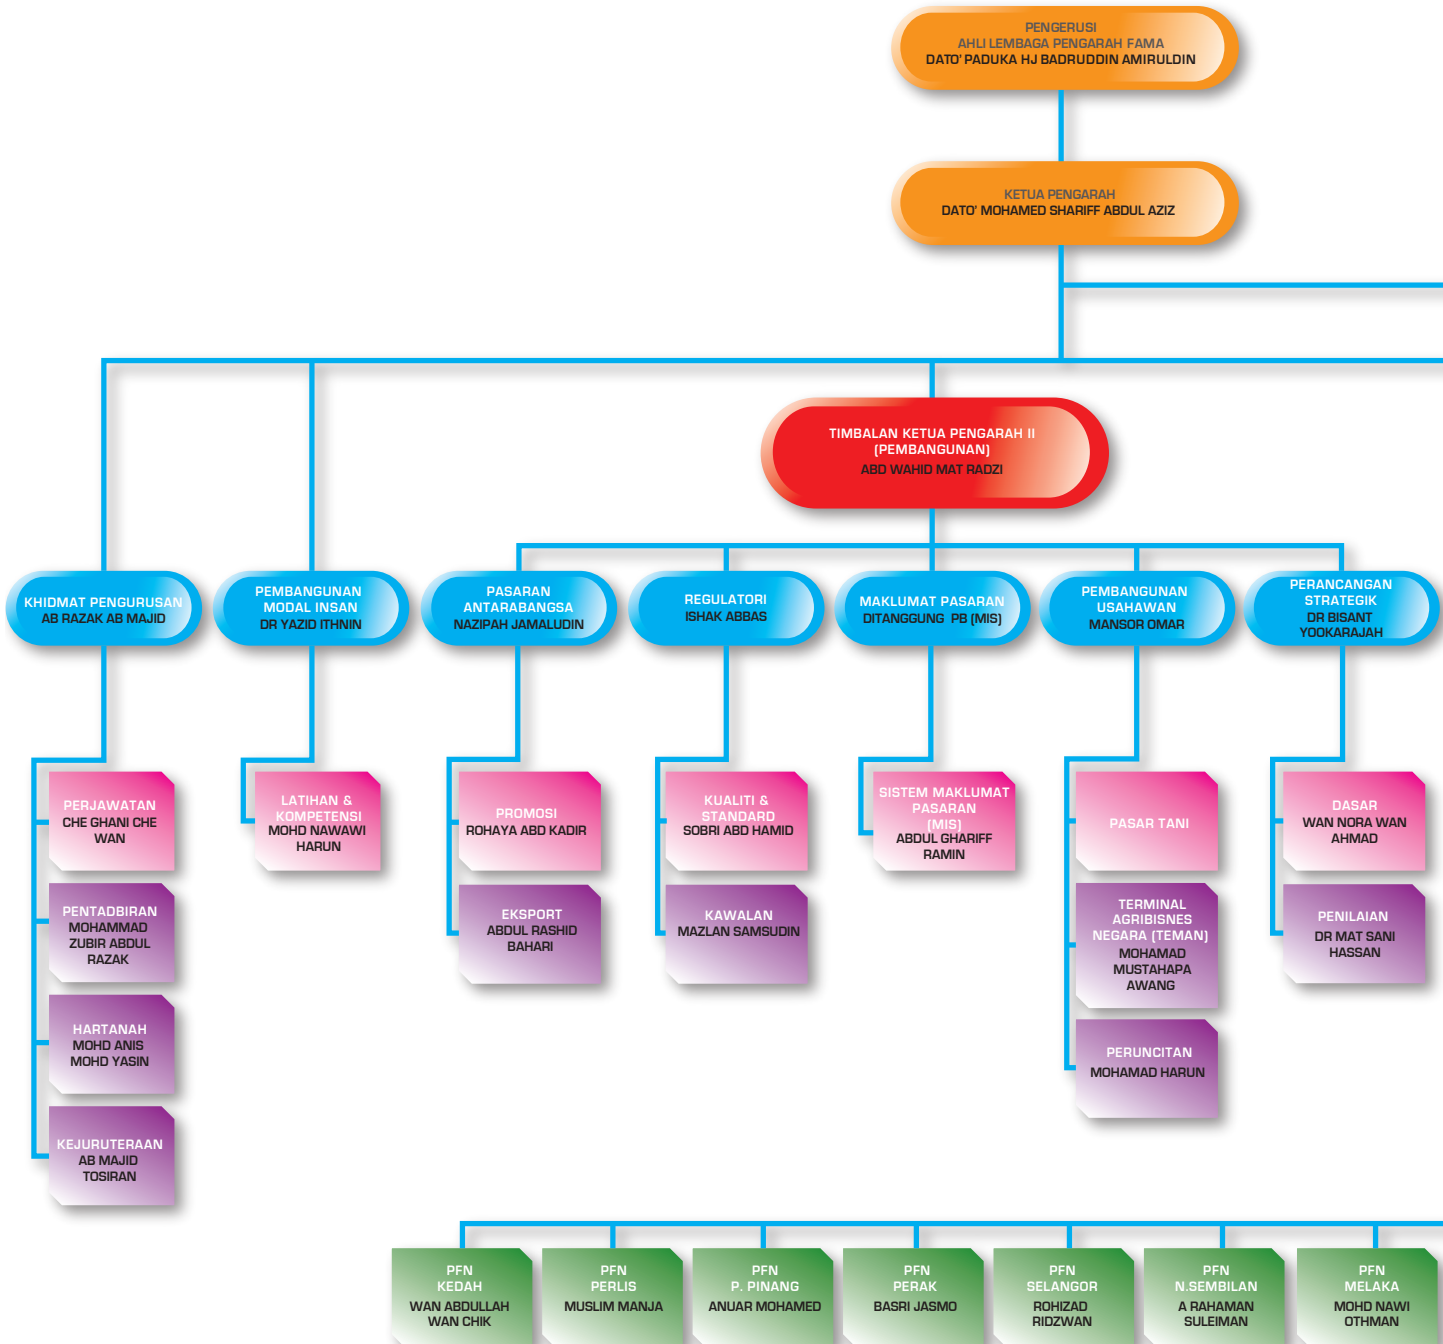 PENGERUSI
AHLI LEMBAGA PENGARAH FAMA
DATO' PADUKA HJ BADRUDDIN AMIRULDIN
KETUA PENGARAH
DATO' MOHAMED SHARIFF ABDUL AZIZ
TIMBALAN KETUA PENGARAH II
(PEMBANGUNAN)
ABD WAHID MAT RADZI
KHIDMAT PENGURUSAN
AB RAZAK AB MAJID
PEMBANGUNAN
MODAL INSAN
DR YAZID ITHNIN
PASARAN
ANTARABANGSA
NAZIPAH JAMALUDIN
REGULATORI
ISHAK ABBAS
MAKLUMAT PASARAN
DITANGGUNG PB (MIS)
PEMBANGUNAN
USAHAWAN
MANSOR OMAR
PERANCANGAN
STRATEGIK
DR BISANT
YOOKARAJAH
PERJAWATAN
CHE GHANI CHE
WAN
PENTADBIRAN
MOHAMMAD
ZUBIR ABDUL
RAZAK
HARTANAH
MOHD ANIS
MOHD YASIN
KEJURUTERAAN
AB MAJID
TOSIRAN
LATIHAN &
KOMPETENSI
MOHD NAWAWI
HARUN
PROMOSI
ROHAYA ABD KADIR
EKSPORT
ABDUL RASHID
BAHARI
KUALITI &
STANDARD
SOBRI ABD HAMID
KAWALAN
MAZLAN SAMSUDIN
SISTEM MAKLUMAT
PASARAN
(MIS)
ABDUL GHARIFF
RAMIN
PASAR TANI
TERMINAL
AGRIBISNES
NEGARA (TEMAN)
MOHAMAD
MUSTAHAPA
AWANG
PERUNCITAN
MOHAMAD HARUN
DASAR
WAN NORA WAN
AHMAD
PENILAIAN
DR MAT SANI
HASSAN
PFN
KEDAH
WAN ABDULLAH
WAN CHIK
PFN
PERLIS
MUSLIM MANJA
PFN
P. PINANG
ANUAR MOHAMED
PFN
PERAK
BASRI JASMO
PFN
SELANGOR
ROHIZAD
RIDZWAN
PFN
N.SEMBILAN
A RAHAMAN
SULEIMAN
PFN
MELAKA
MOHD NAWI
OTHMAN